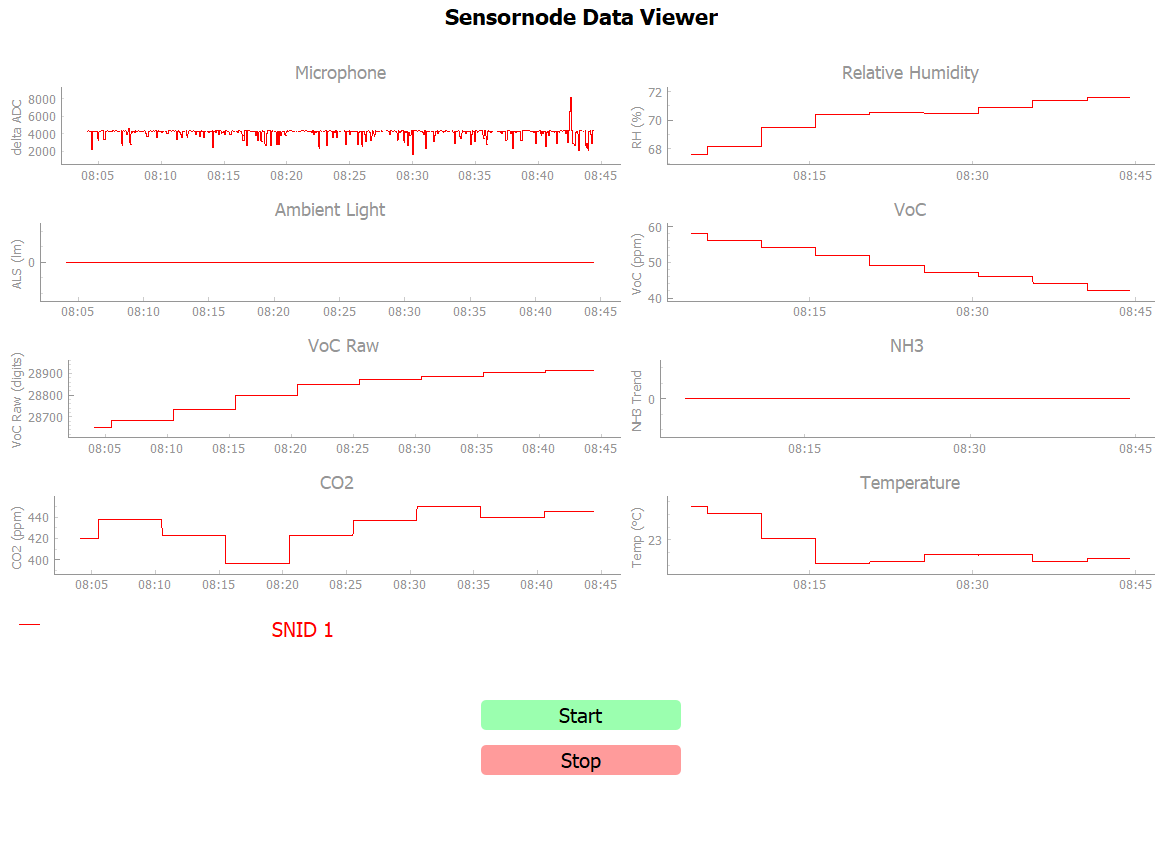 Sensornode Data Viewer
Microphone
delta ADC
8000
6000
4000
2000
08:05 08:10 08:15 08:20 08:25 08:30 08:35 08:40 08:45
Relative Humidity
RH (%)
72
70
68
08:15 08:30 08:45
Ambient Light
ALS (lm)
0
08:05 08:10 08:15 08:20 08:25 08:30 08:35 08:40 08:45
VoC
VoC (ppm)
60
50
40
08:15 08:30 08:45
VoC Raw
VoC Raw (digits)
28900
28800
28700
08:05 08:10 08:15 08:20 08:25 08:30 08:35 08:40 08:45
NH3
NH3 Trend
0
08:15 08:30 08:45
CO2
CO2 (ppm)
440
420
400
08:05 08:10 08:15 08:20 08:25 08:30 08:35 08:40 08:45
Temperature
Temp (°C)
23
08:15 08:30 08:45
SNID 1
Start
Stop